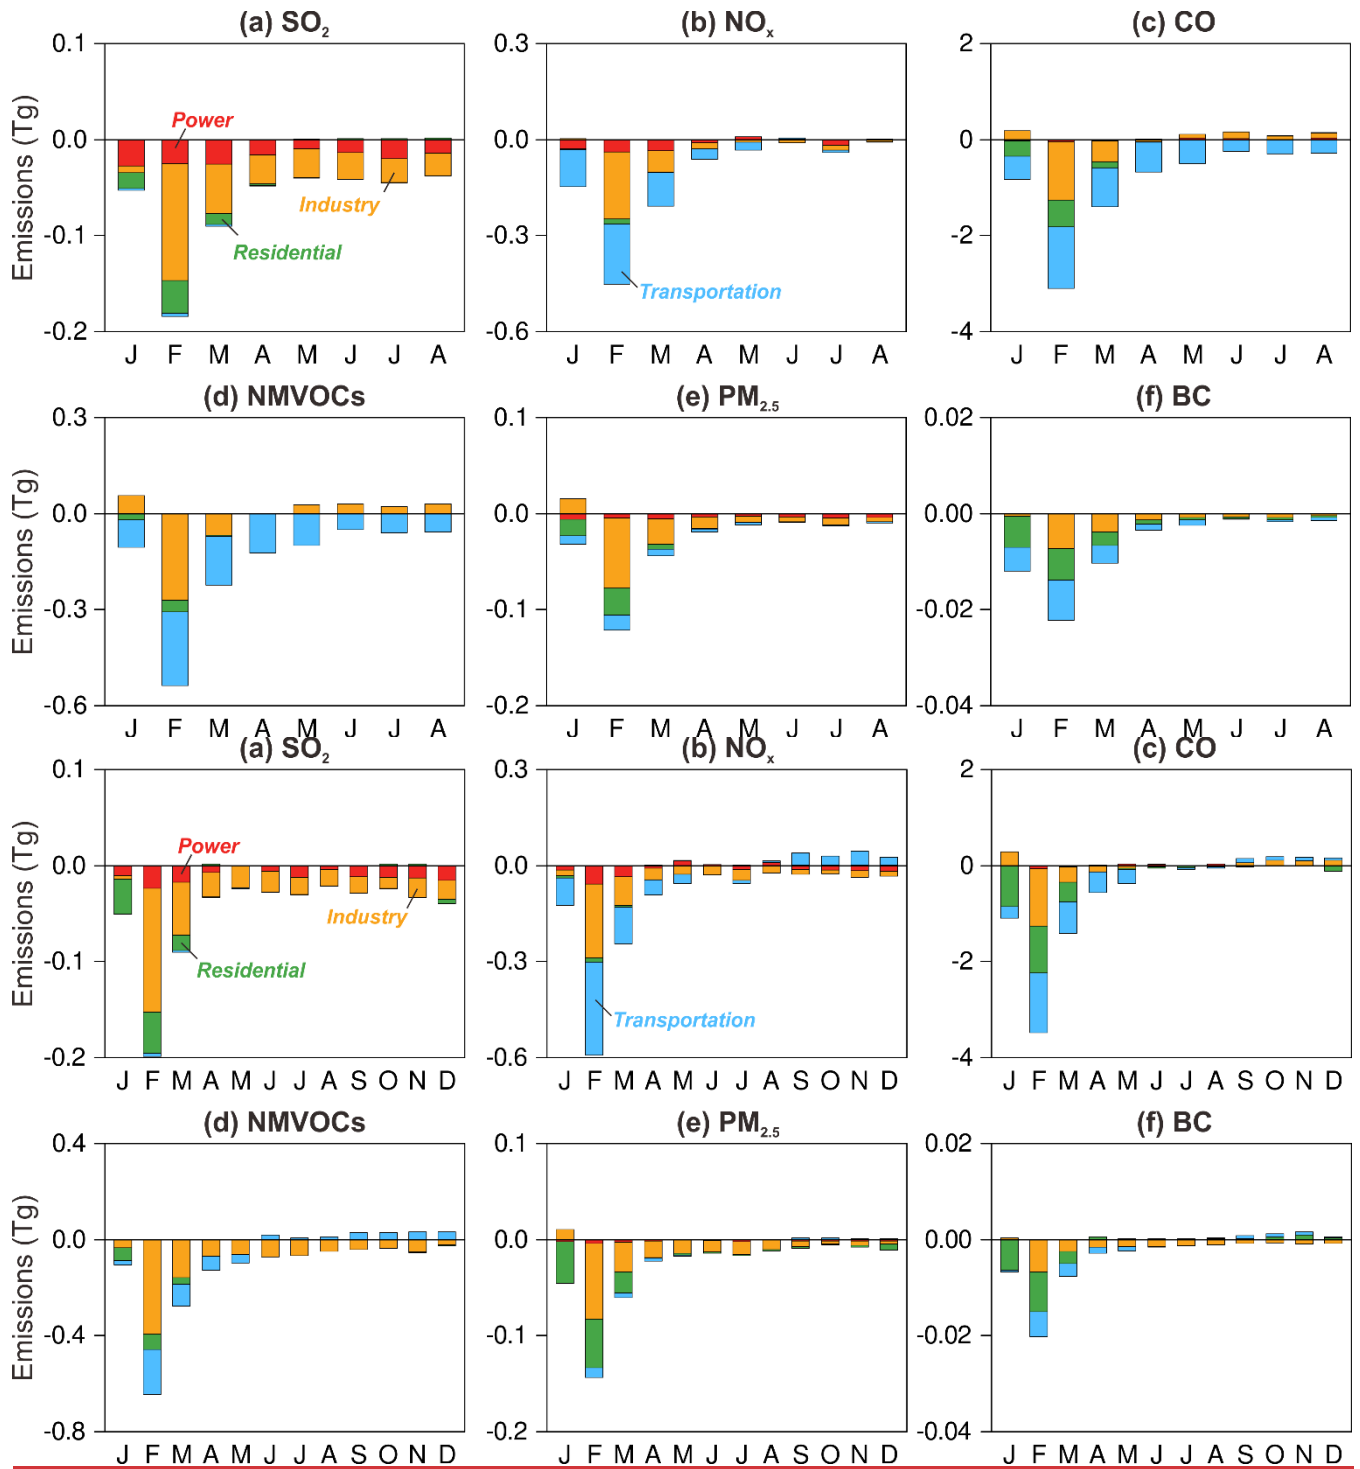 (a) SO₂ (b) NOₓ (c) CO
0.1 0.3 2
Power
0.0 0.0 0
Industry
Residential
-0.1 -0.3 -2
Transportation
-0.2 -0.6 -4
Emissions (Tg)
J F M A M J J A J F M A M J J A J F M A M J J A
(d) NMVOCs (e) PM₂.₅ (f) BC
0.3 0.1 0.02
0.0 0.0 0.00
-0.3 -0.1 -0.02
-0.6 -0.2 -0.04
Emissions (Tg)
J F M A M J J A J F M A M J J A J F M A M J J A
(a) SO₂ (b) NOₓ (c) CO
0.1 0.3 2
Power
0.0 0.0 0
Industry
Residential
-0.1 -0.3 -2
Transportation
-0.2 -0.6 -4
Emissions (Tg)
J F M A M J J A S O N D J F M A M J J A S O N D J F M A M J J A S O N D
(d) NMVOCs (e) PM₂.₅ (f) BC
0.4 0.1 0.02
0.0 0.0 0.00
-0.4 -0.1 -0.02
-0.8 -0.2 -0.04
Emissions (Tg)
J F M A M J J A S O N D J F M A M J J A S O N D J F M A M J J A S O N D